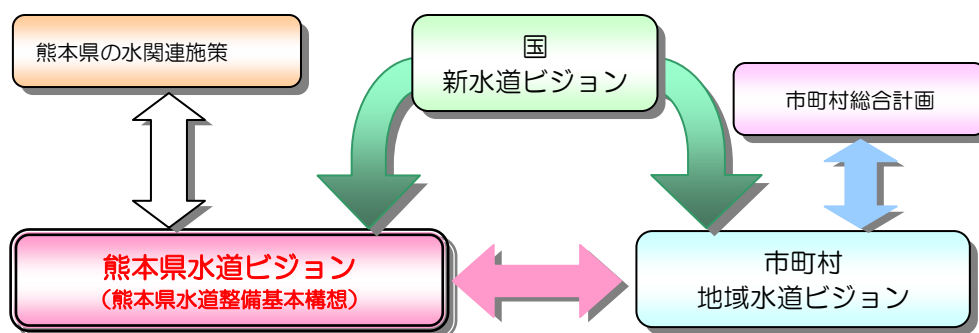 熊本県の水関連施策
国
新水道ビジョン
市町村総合計画
熊本県水道ビジョン
（熊本県水道整備基本構想）
市町村
地域水道ビジョン